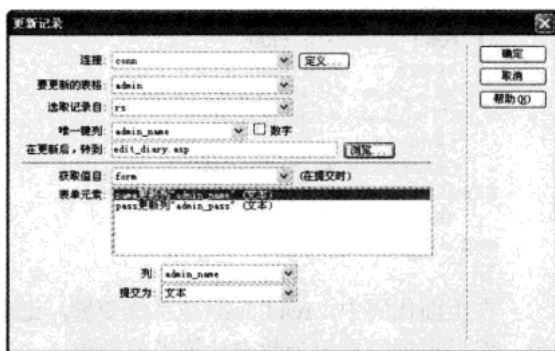 更新记录
连接: conn 定义... 确定
要更新的表格: admin 取消
选取记录自: rs 帮助(H)
唯一键列: admin_name 数字
在更新后，转到: edit_diary.asp 浏览...
获取值自: form (在提交时)
表单元素:
pass更新列"admin_pass" (文本)
列: admin_name
提交为: 文本